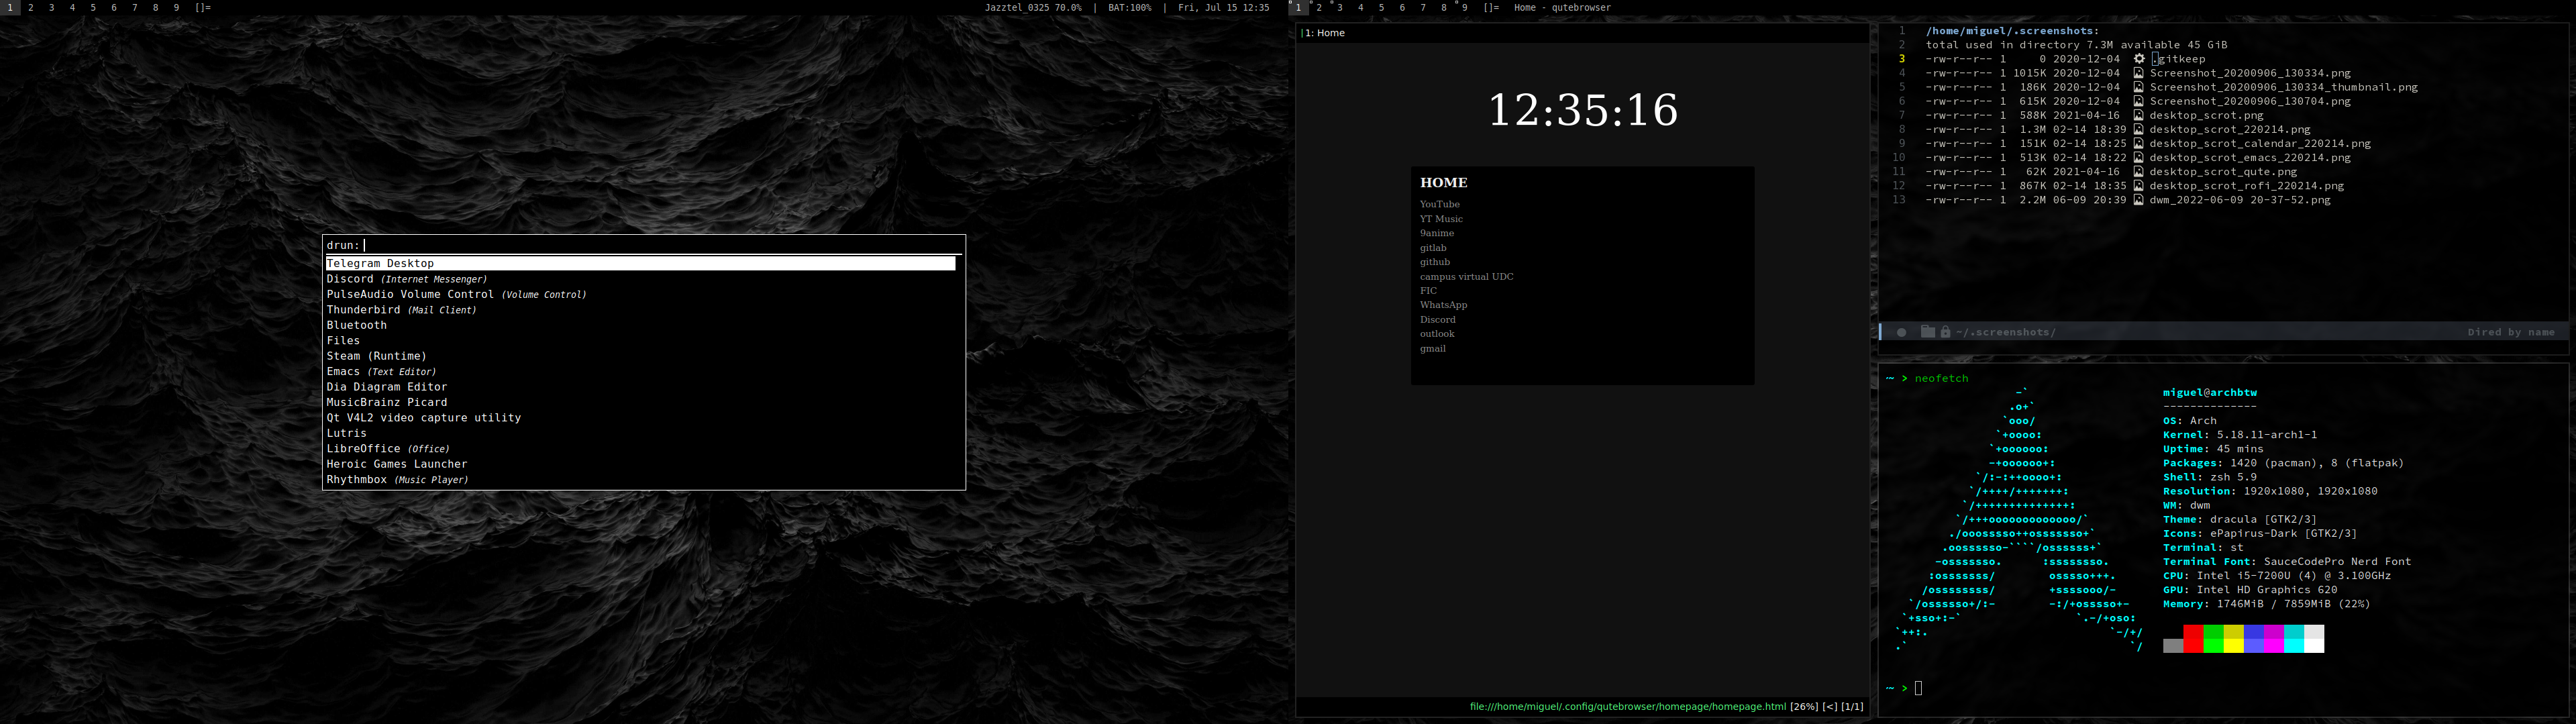 1 2 3 4 5 6 7 8 9 []= Jazztel_0325 70.0% | BAT:100% | Fri, Jul 15 12:35
drun:
Telegram Desktop
Discord (Internet Messenger)
PulseAudio Volume Control (Volume Control)
Thunderbird (Mail Client)
Bluetooth
Files
Steam (Runtime)
Emacs (Text Editor)
Dia Diagram Editor
MusicBrainz Picard
Qt V4L2 video capture utility
Lutris
LibreOffice (Office)
Heroic Games Launcher
Rhythmbox (Music Player)
1 2 3 4 5 6 7 8 9 []= Home - qutebrowser
1: Home
12:35:16
HOME
YouTube
YT Music
9anime
gitlab
github
campus virtual UDC
FIC
WhatsApp
Discord
outlook
gmail
file:///home/miguel/.config/qutebrowser/homepage/homepage.html [26%] [<] [1/1]
1 /home/miguel/.screenshots:
2 total used in directory 7.3M available 45 GiB
3 -rw-r--r-- 1 0 2020-12-04 .gitkeep
4 -rw-r--r-- 1 1015K 2020-12-04 Screenshot_20200906_130334.png
5 -rw-r--r-- 1 186K 2020-12-04 Screenshot_20200906_130334_thumbnail.png
6 -rw-r--r-- 1 615K 2020-12-04 Screenshot_20200906_130704.png
7 -rw-r--r-- 1 588K 2021-04-16 desktop_scrot.png
8 -rw-r--r-- 1 1.3M 02-14 18:39 desktop_scrot_220214.png
9 -rw-r--r-- 1 151K 02-14 18:25 desktop_scrot_calendar_220214.png
10 -rw-r--r-- 1 513K 02-14 18:22 desktop_scrot_emacs_220214.png
11 -rw-r--r-- 1 62K 2021-04-16 desktop_scrot_qute.png
12 -rw-r--r-- 1 867K 02-14 18:35 desktop_scrot_rofi_220214.png
13 -rw-r--r-- 1 2.2M 06-09 20:39 dwm_2022-06-09 20-37-52.png
~/.screenshots/ Dired by name
~ > neofetch
miguel@archbtw
--------------
OS: Arch
Kernel: 5.18.11-arch1-1
Uptime: 45 mins
Packages: 1420 (pacman), 8 (flatpak)
Shell: zsh 5.9
Resolution: 1920x1080, 1920x1080
WM: dwm
Theme: dracula [GTK2/3]
Icons: ePapirus-Dark [GTK2/3]
Terminal: st
Terminal Font: SauceCodePro Nerd Font
CPU: Intel i5-7200U (4) @ 3.100GHz
GPU: Intel HD Graphics 620
Memory: 1746MiB / 7859MiB (22%)
~ >